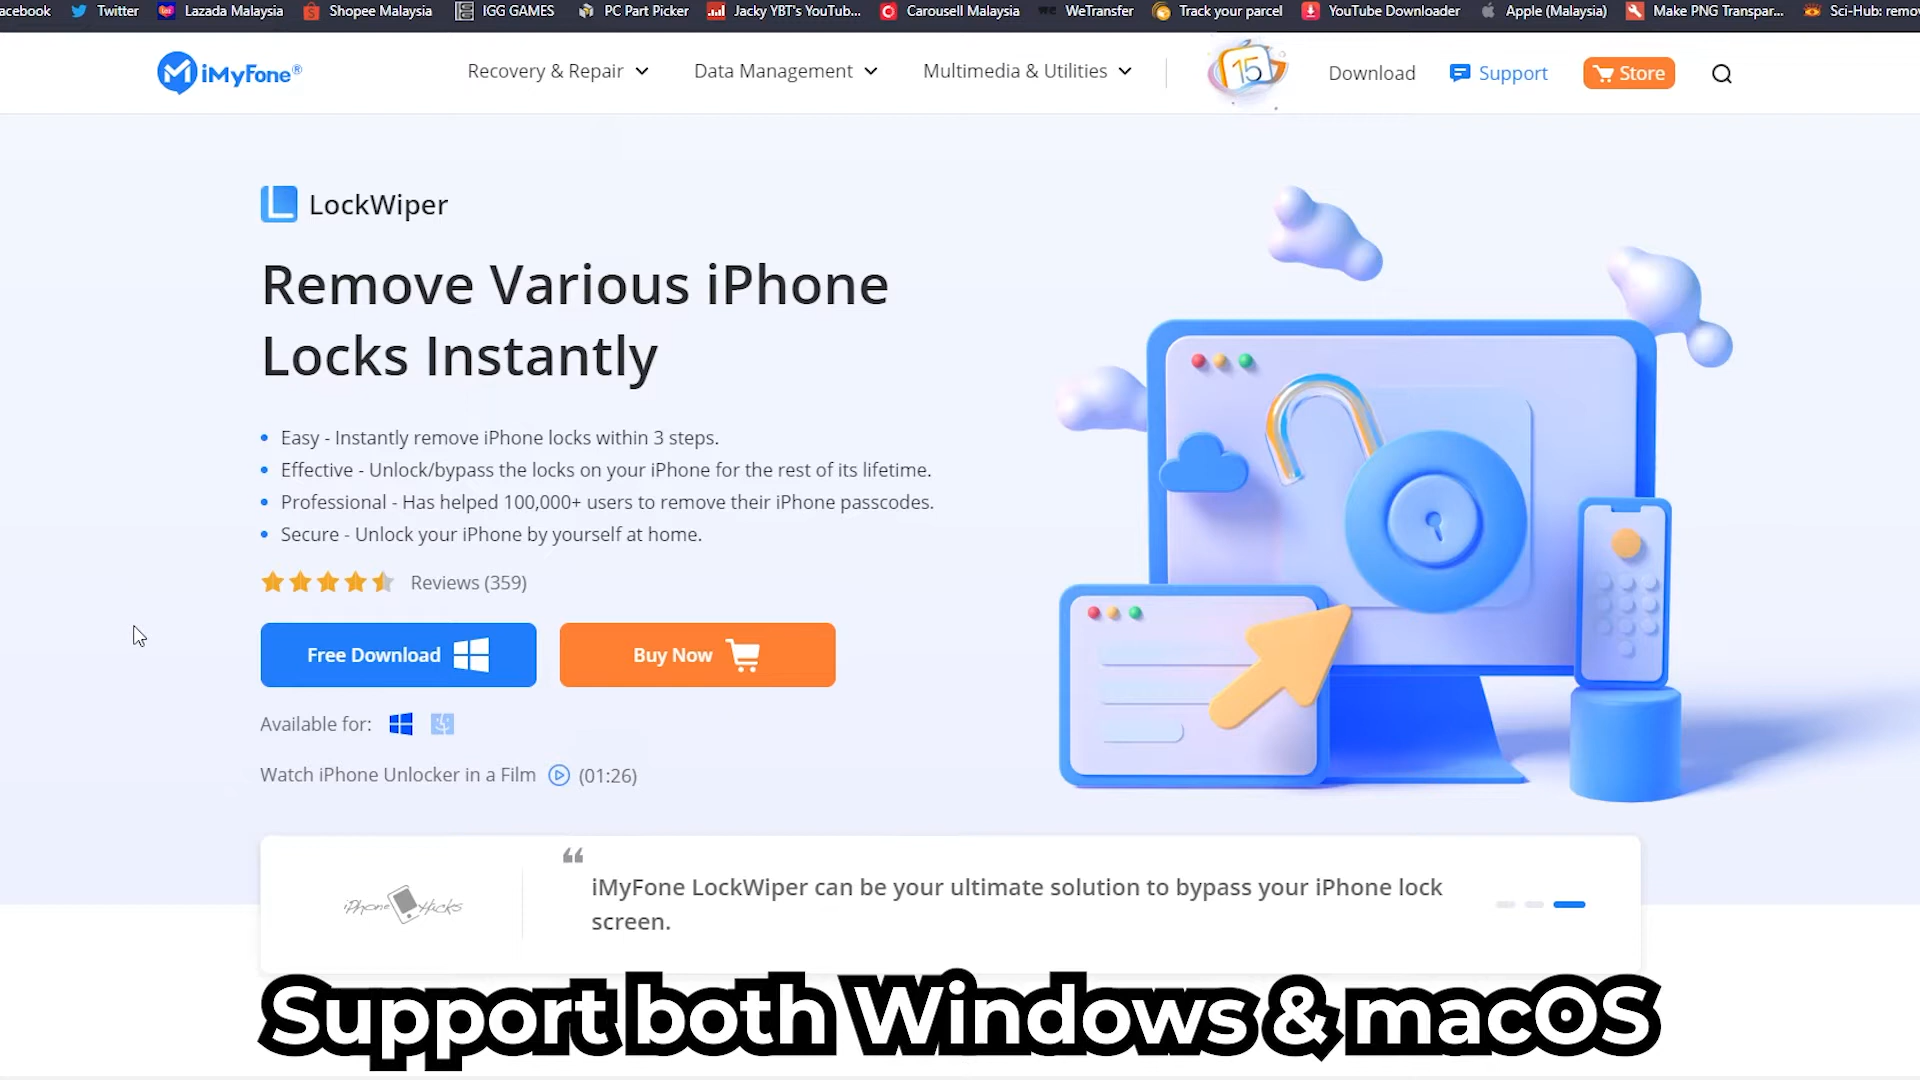 acebook Twitter Lazada Malaysia Shopee Malaysia IGG GAMES PC Part Picker Jacky YBT's YouTub... Carousell Malaysia we WeTransfer Track your parcel YouTube Downloader Apple (Malaysia) Make PNG Transpar... Sci-Hub: remov
iMyFone® Recovery & Repair Data Management Multimedia & Utilities 15 Download Support Store
LockWiper
Remove Various iPhone
Locks Instantly
Easy - Instantly remove iPhone locks within 3 steps.
Effective - Unlock/bypass the locks on your iPhone for the rest of its lifetime.
Professional - Has helped 100,000+ users to remove their iPhone passcodes.
Secure - Unlock your iPhone by yourself at home.
Reviews (359)
Free Download Buy Now
Available for:
Watch iPhone Unlocker in a Film (01:26)
“
iPhone Hacks iMyFone LockWiper can be your ultimate solution to bypass your iPhone lock
screen.
Support both Windows & macOS